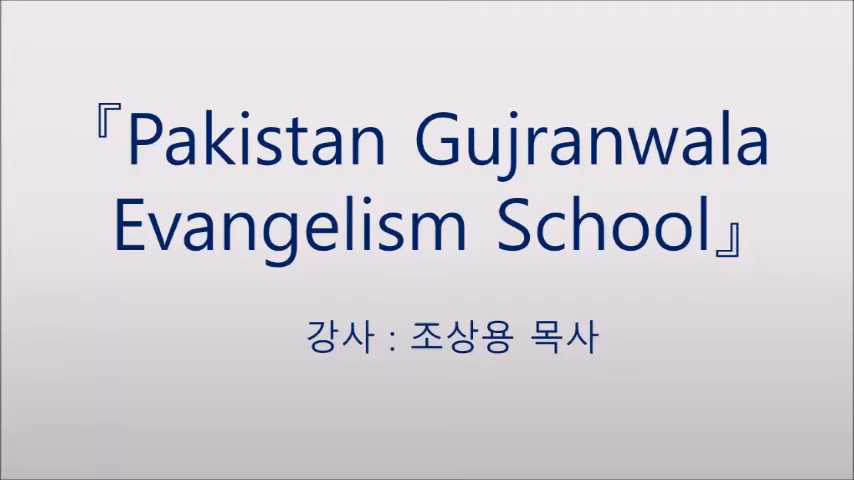 『Pakistan Gujranwala
Evangelism School』
강사 : 조상용 목사